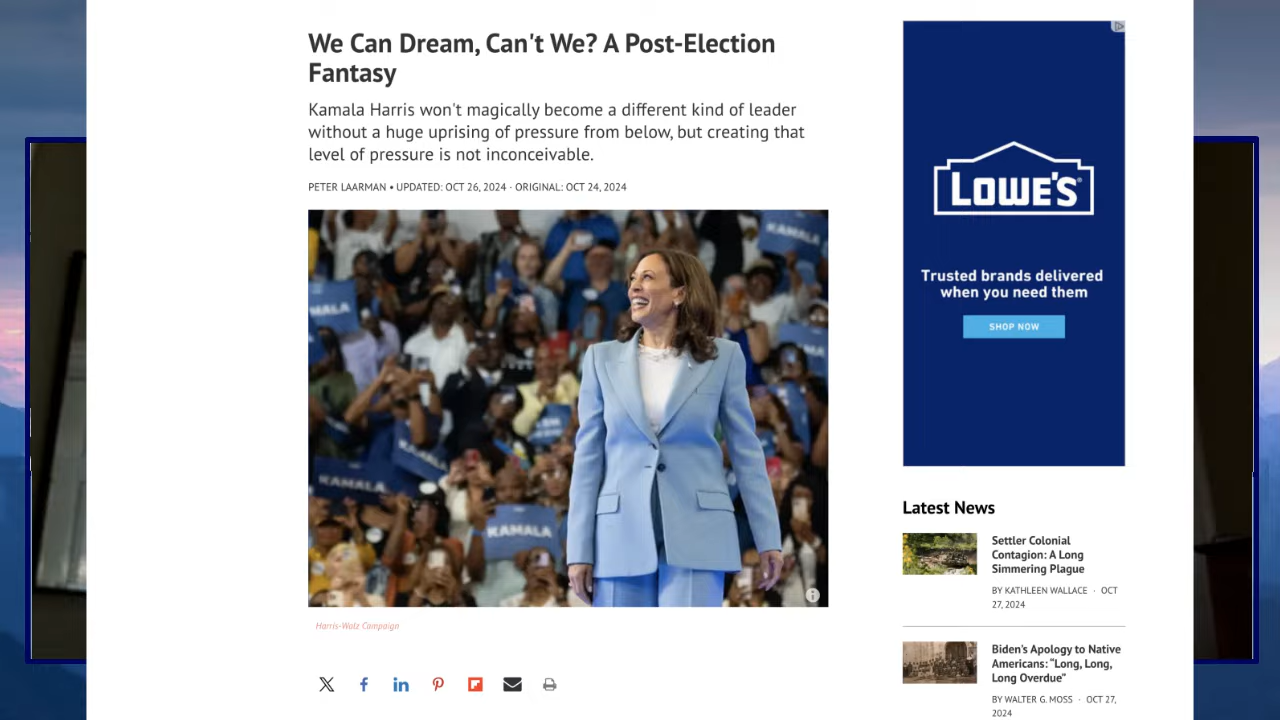 We Can Dream, Can't We? A Post-Election
Fantasy
Kamala Harris won't magically become a different kind of leader
without a huge uprising of pressure from below, but creating that
level of pressure is not inconceivable.
PETER LAARMAN • UPDATED: OCT 26, 2024 · ORIGINAL: OCT 24, 2024
KAMALA
KAMALA
KAMALA
Harris-Walz Campaign
LOWE'S
Trusted brands delivered
when you need them
SHOP NOW
Latest News
Settler Colonial
Contagion: A Long
Simmering Plague
BY KATHLEEN WALLACE · OCT
27, 2024
Biden's Apology to Native
Americans: “Long, Long,
Long Overdue”
BY WALTER G. MOSS · OCT 27,
2024